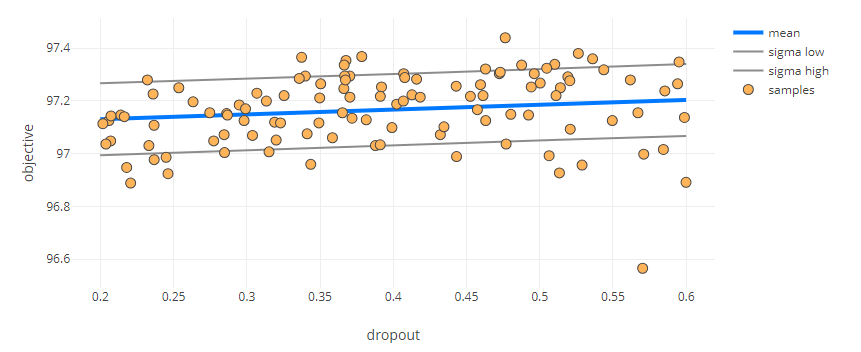 97.4
97.2
97
96.8
96.6
objective
0.2 0.25 0.3 0.35 0.4 0.45 0.5 0.55 0.6
dropout
mean
sigma low
sigma high
samples